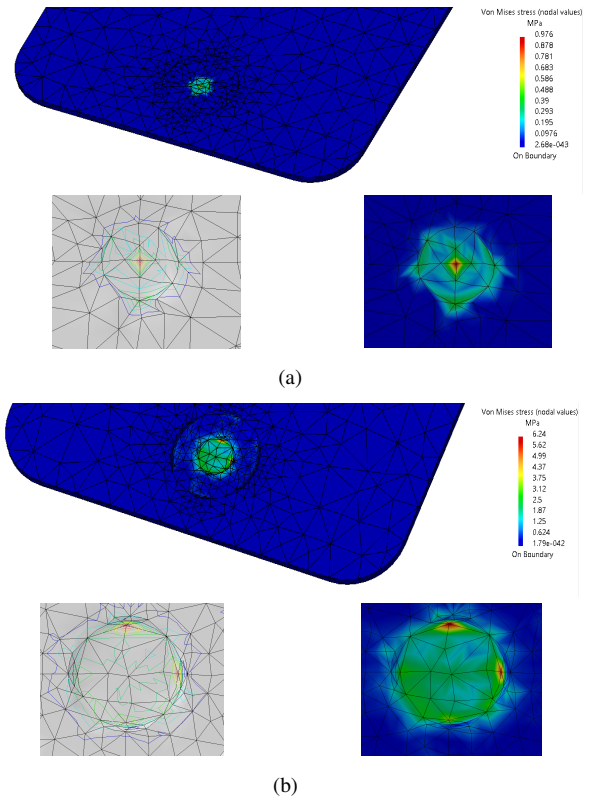 Von Mises stress (nodal values)
MPa
0.976
0.878
0.781
0.683
0.586
0.488
0.39
0.293
0.195
0.0976
2.68e-043
On Boundary
(a)
Von Mises stress (nodal values)
MPa
6.24
5.62
4.99
4.37
3.75
3.12
2.5
1.87
1.25
0.624
1.79e-042
On Boundary
(b)